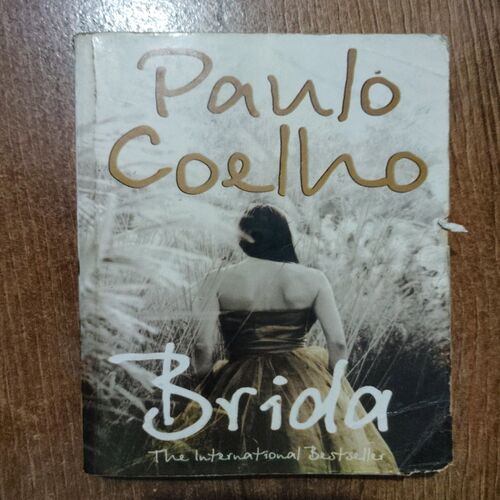 Paulo
Coelho
Brida
The International Bestseller